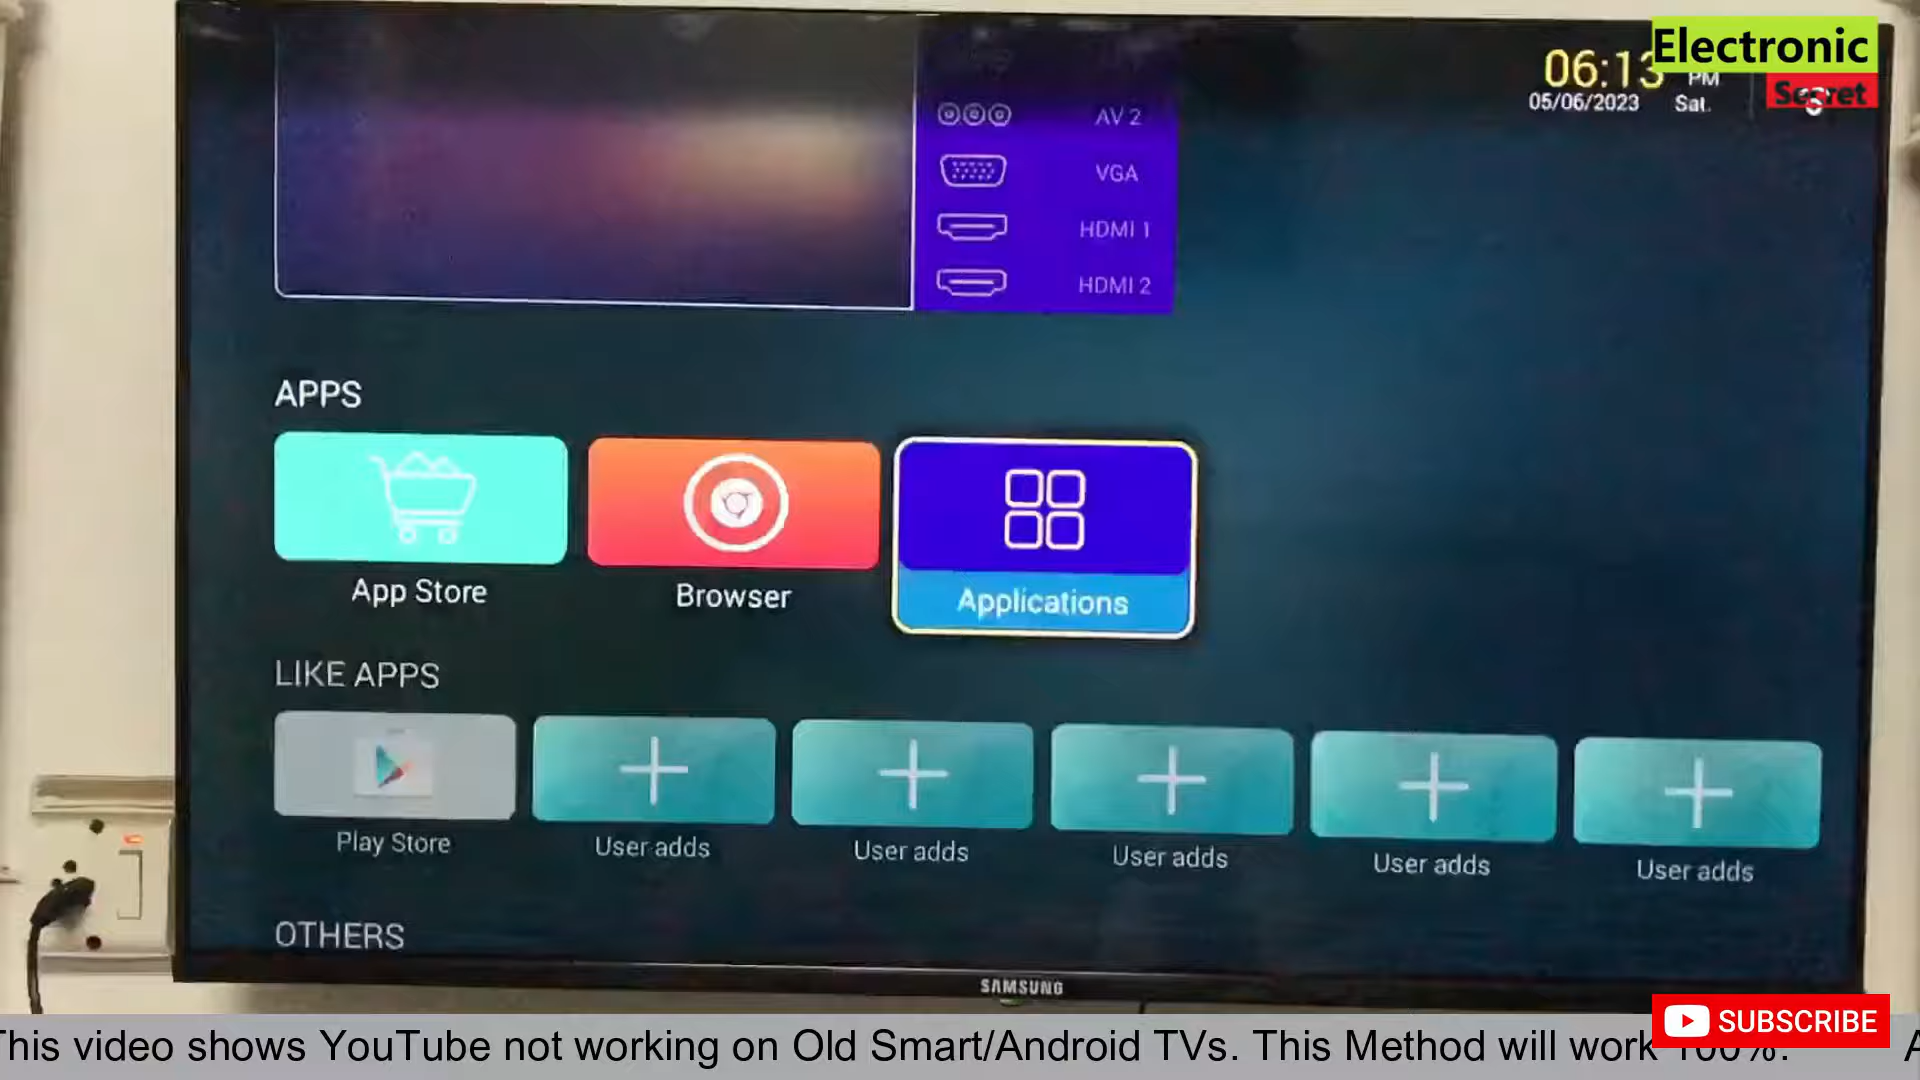 Electronic
Secret
06:13 PM
05/06/2023 Sat.
AV 2
VGA
HDMI 1
HDMI 2
APPS
App Store
Browser
Applications
LIKE APPS
Play Store
User adds
User adds
User adds
User adds
User adds
OTHERS
SAMSUNG
SUBSCRIBE
This video shows YouTube not working on Old Smart/Android TVs. This Method will work 100%. A